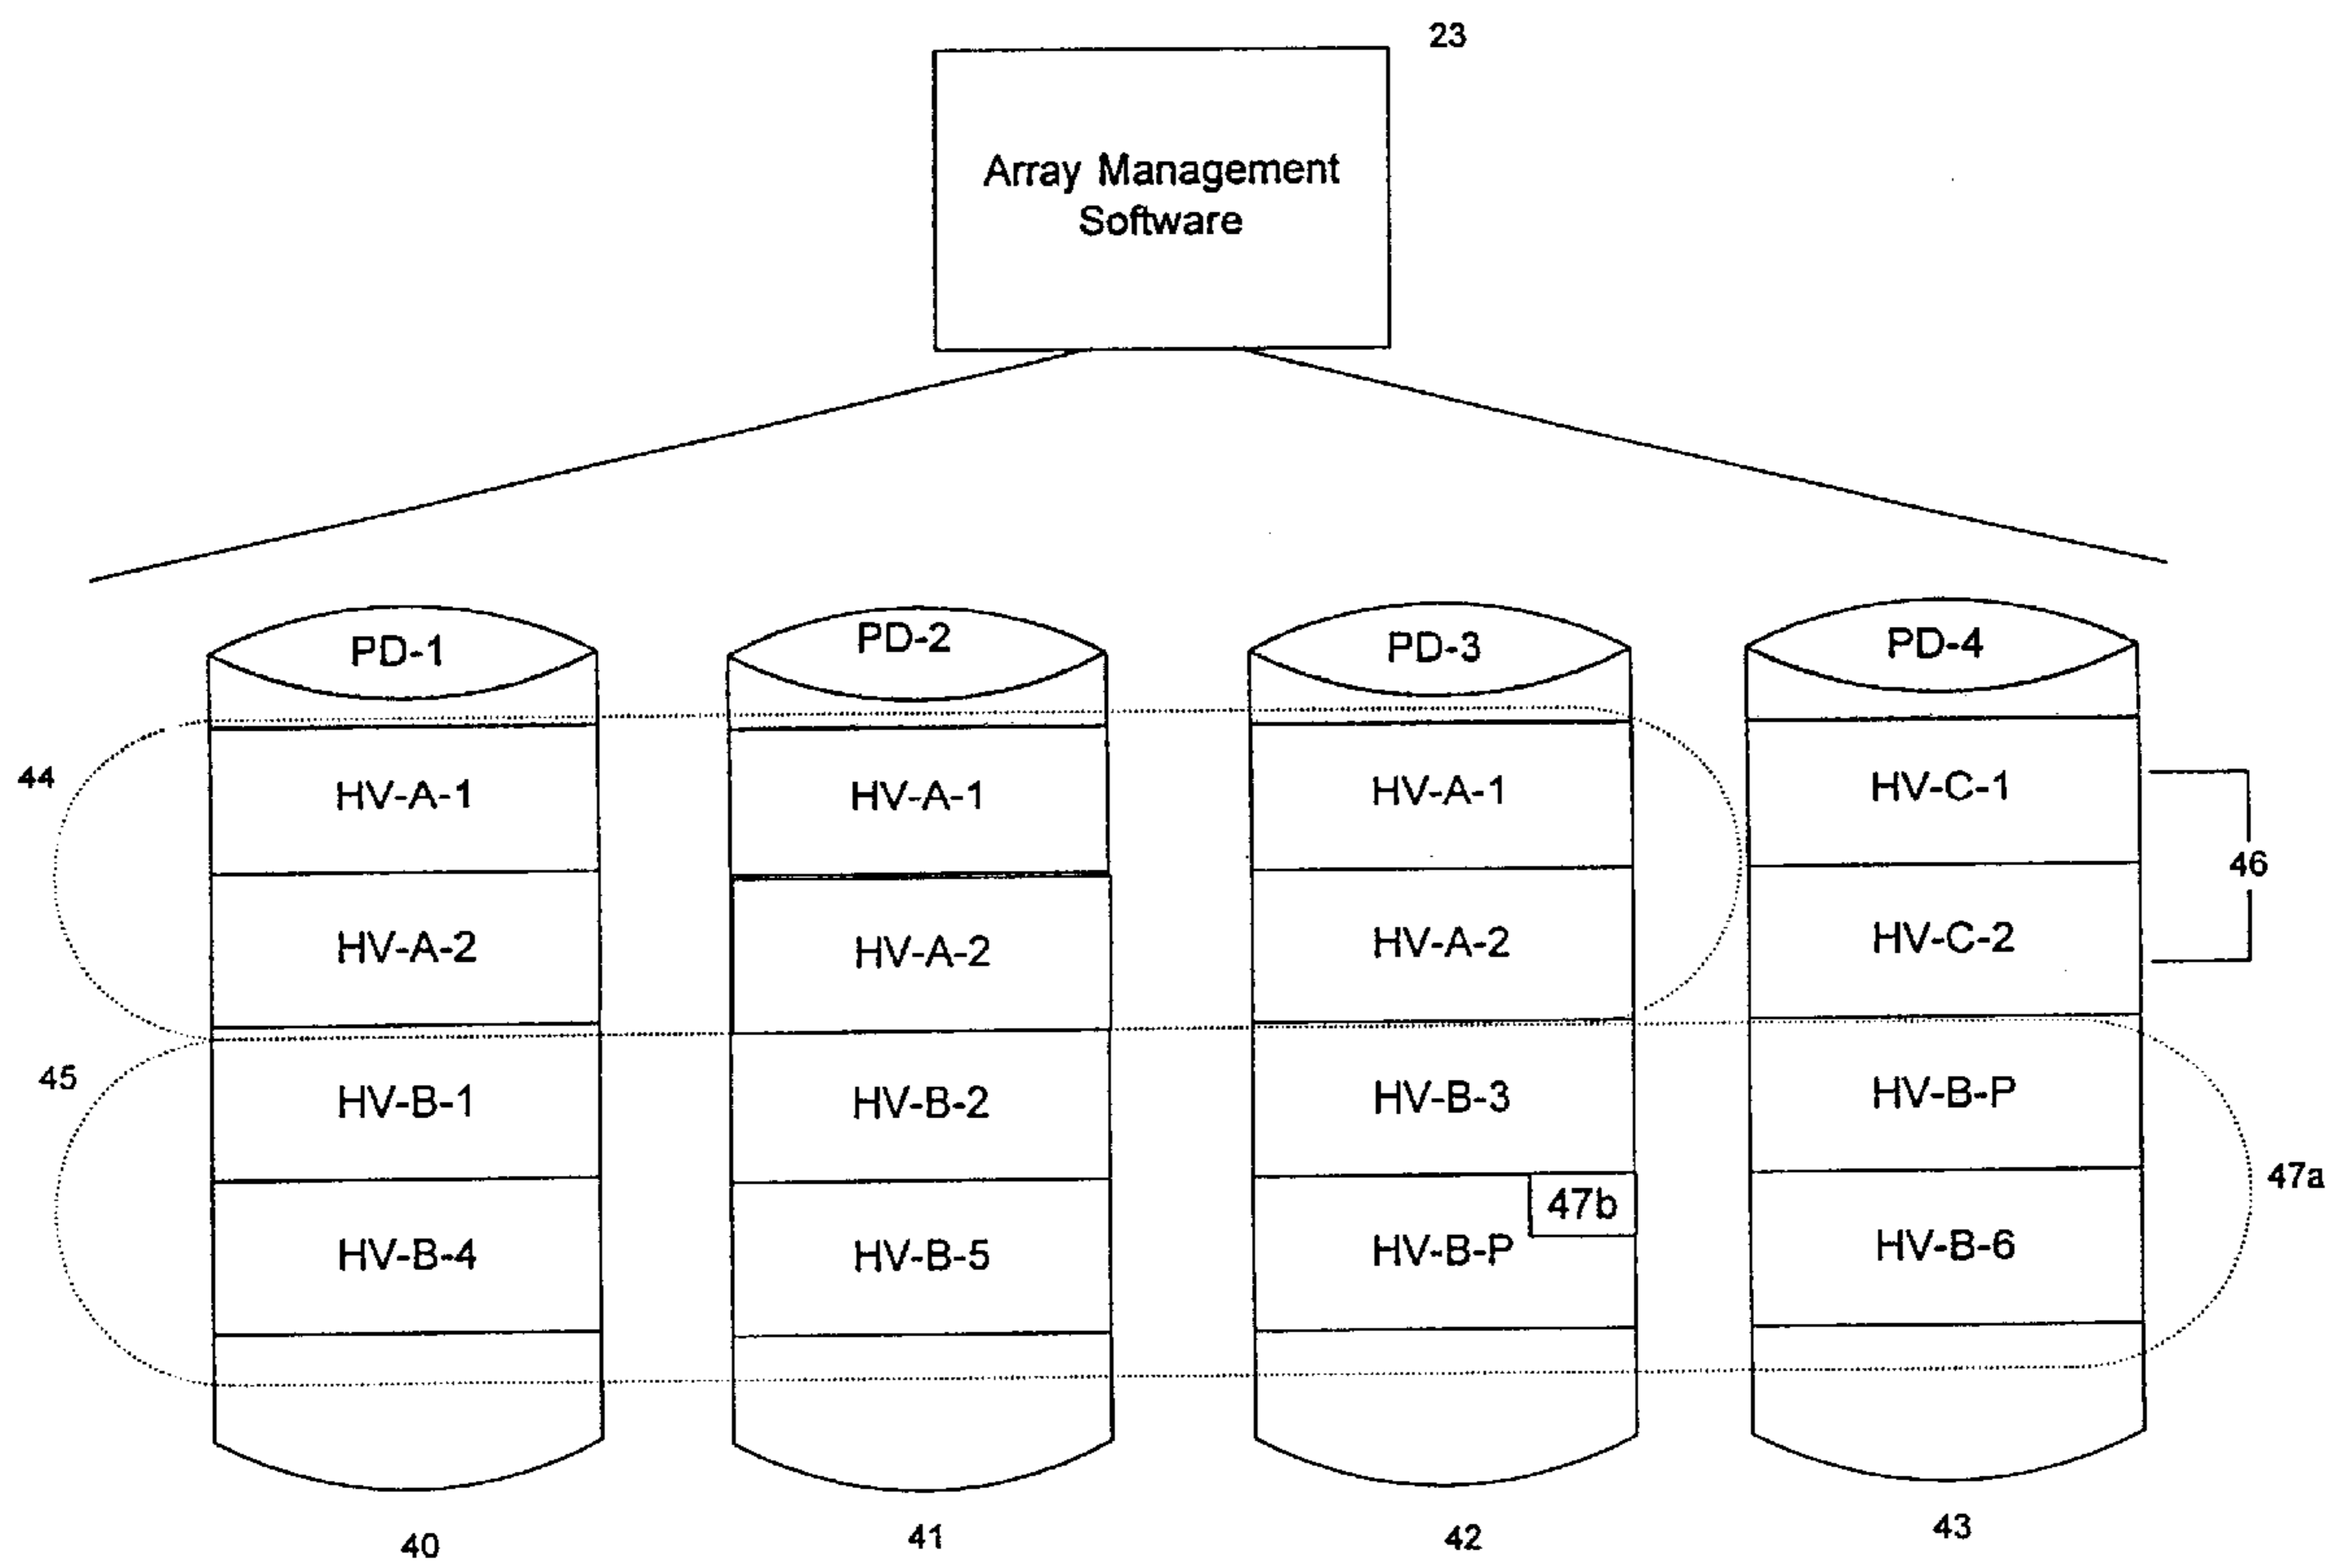 23
Array Management
Software
PD-1
PD-2
PD-3
PD-4
44
HV-A-1
HV-A-1
HV-A-1
HV-C-1
46
HV-A-2
HV-A-2
HV-A-2
HV-C-2
45
HV-B-1
HV-B-2
HV-B-3
HV-B-P
47a
HV-B-4
HV-B-5
47b
HV-B-P
HV-B-6
40
41
42
43